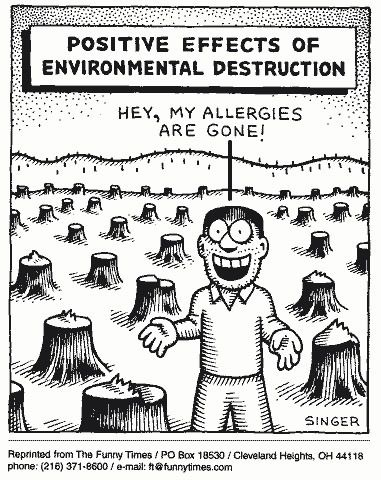 POSITIVE EFFECTS OF
ENVIRONMENTAL DESTRUCTION
HEY, MY ALLERGIES
ARE GONE!
SINGER
Reprinted from The Funny Times / PO Box 18530 / Cleveland Heights, OH 44118
phone: (216) 371-8600 / e-mail: ft@funnytimes.com